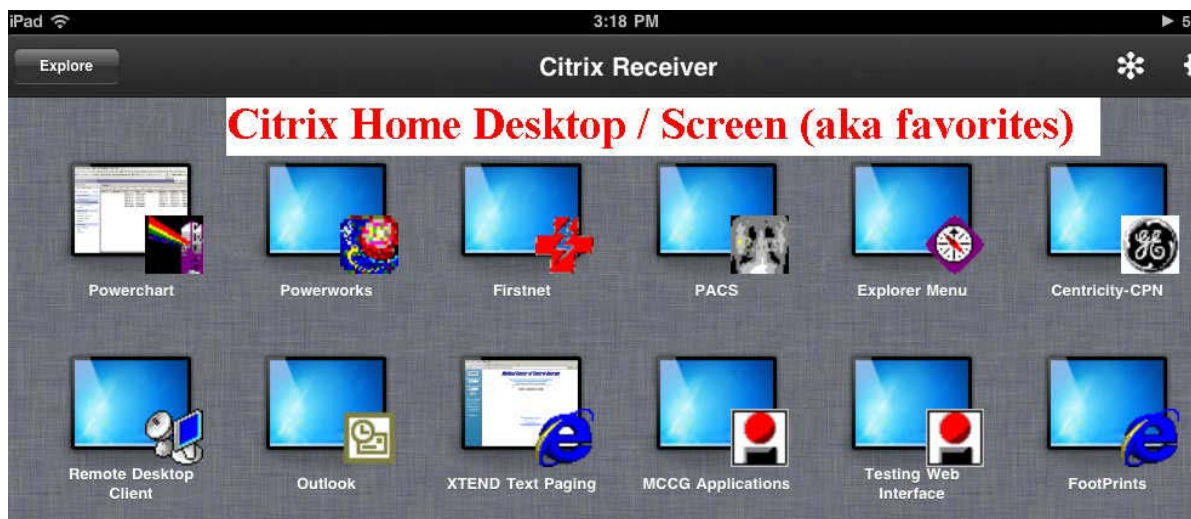 iPad 3:18 PM 5
Explore Citrix Receiver
Citrix Home Desktop / Screen (aka favorites)
Powerchart Powerworks Firstnet PACS Explorer Menu Centricity-CPN
Remote Desktop Client Outlook XTEND Text Paging MCCG Applications Testing Web Interface FootPrints